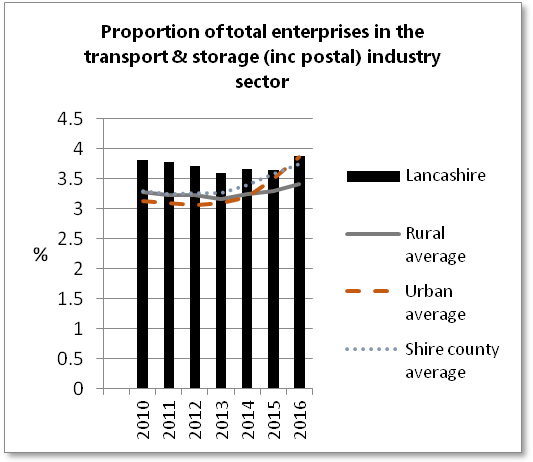 Proportion of total enterprises in the
transport & storage (inc postal) industry
sector
4.5
4
3.5
3
2.5
2
1.5
1
0.5
0
%
2010
2011
2012
2013
2014
2015
2016
Lancashire
Rural
average
Urban
average
Shire county
average